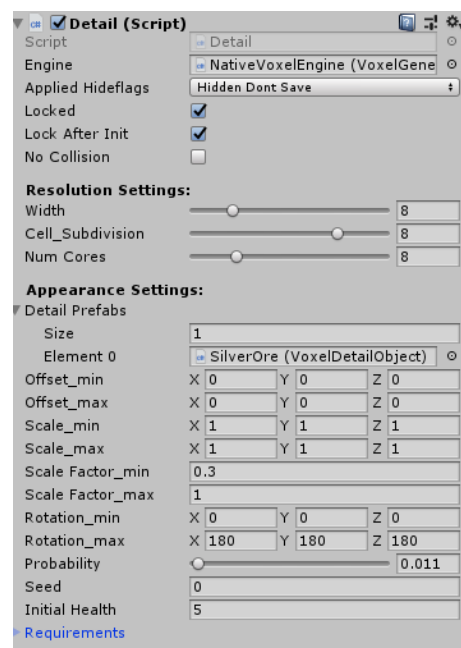 Detail (Script)
Script Detail
Engine NativeVoxelEngine (VoxelGene
Applied Hideflags Hidden Dont Save
Locked
Lock After Init
No Collision
Resolution Settings:
Width 8
Cell_Subdivision 8
Num Cores 8
Appearance Settings:
Detail Prefabs
Size 1
Element 0 SilverOre (VoxelDetailObject)
Offset_min X 0 Y 0 Z 0
Offset_max X 0 Y 0 Z 0
Scale_min X 1 Y 1 Z 1
Scale_max X 1 Y 1 Z 1
Scale Factor_min 0.3
Scale Factor_max 1
Rotation_min X 0 Y 0 Z 0
Rotation_max X 180 Y 180 Z 180
Probability 0.011
Seed 0
Initial Health 5
Requirements